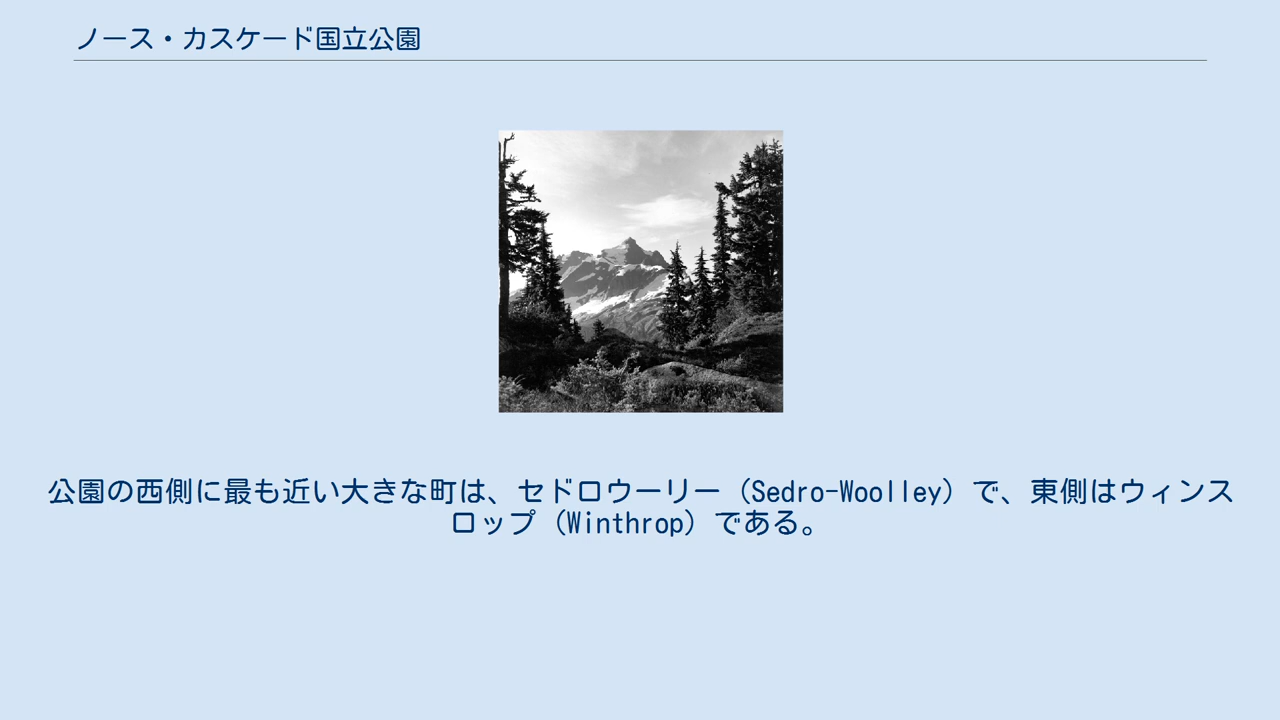 ノース・カスケード国立公園
公園の西側に最も近い大きな町は、セドロウーリー（Sedro-Woolley）で、東側はウィンス
ロップ（Winthrop）である。